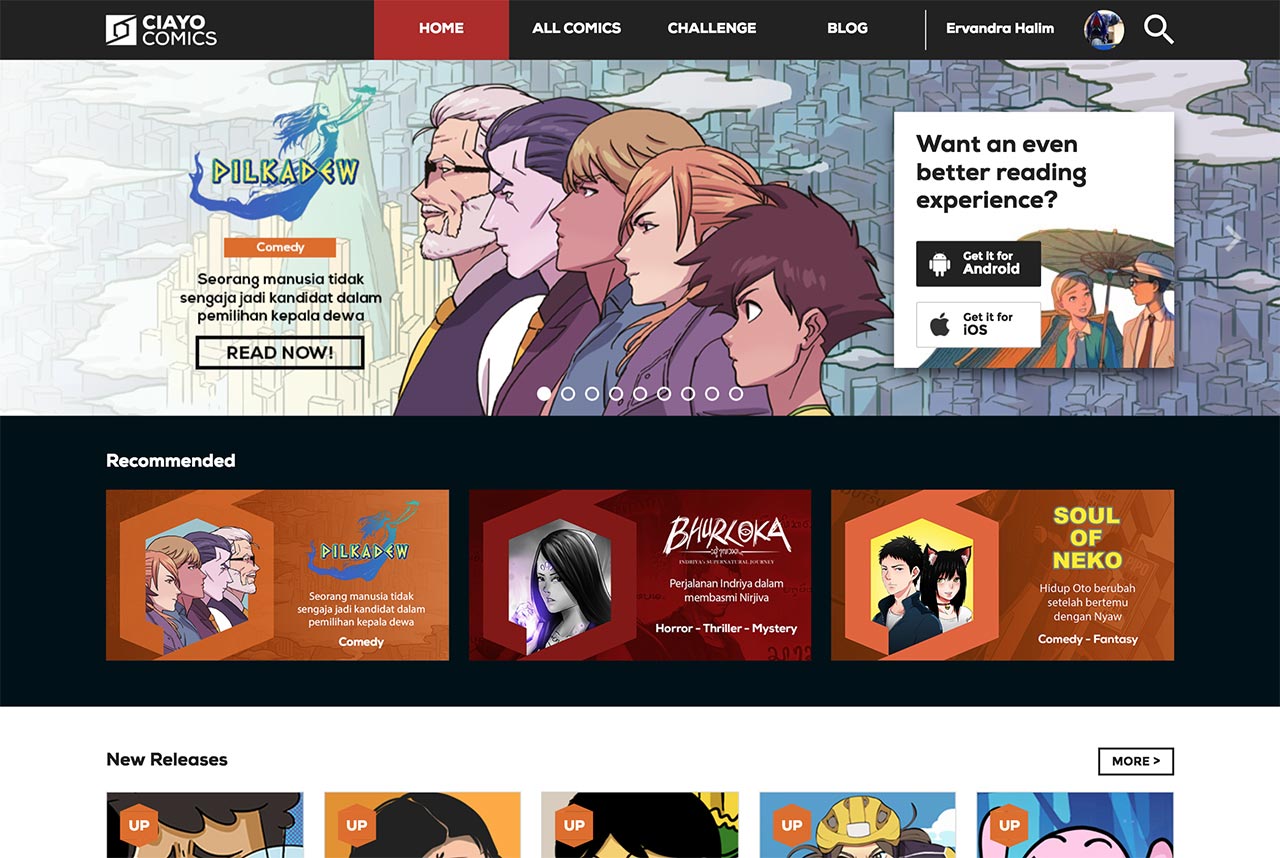 CIAYO
COMICS
HOME
ALL COMICS
CHALLENGE
BLOG
Ervandra Halim
PILKADEW
Comedy
Seorang manusia tidak
sengaja jadi kandidat dalam
pemilihan kepala dewa
READ NOW!
Want an even
better reading
experience?
Get it for
Android
Get it for
iOS
Recommended
PILKADEW
Seorang manusia tidak
sengaja jadi kandidat dalam
pemilihan kepala dewa
Comedy
BHURLOKA
INDRIYA's SUPERNATURAL JOURNEY
Perjalanan Indriya dalam
membasmi Nirjiva
Horror - Thriller - Mystery
SOUL
OF
NEKO
Hidup Oto berubah
setelah bertemu
dengan Nyaw
Comedy - Fantasy
New Releases
MORE >
UP
UP
UP
UP
UP